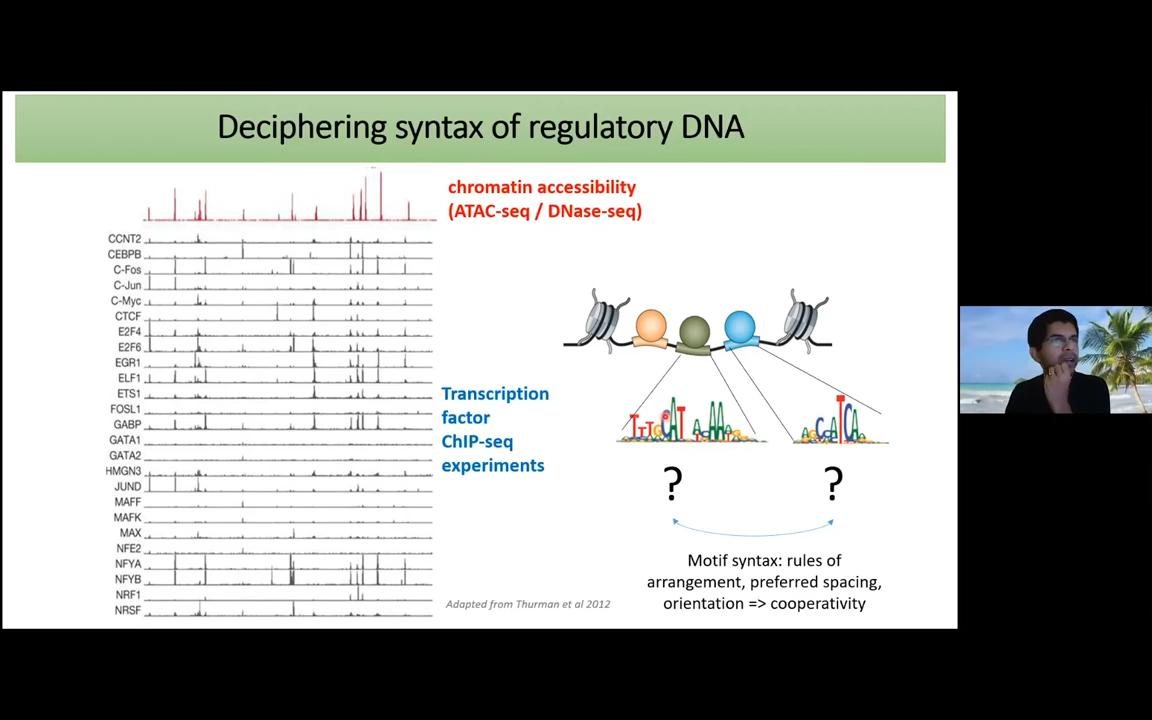 Deciphering syntax of regulatory DNA
chromatin accessibility
(ATAC-seq / DNase-seq)
CCNT2
CEBPB
C-Fos
C-Jun
C-Myc
CTCF
E2F4
E2F6
EGR1
ELF1
ETS1
FOSL1
GABP
GATA1
GATA2
HMGN3
JUND
MAFF
MAFK
MAX
NFE2
NFYA
NFYB
NRF1
NRSF
Transcription
factor
ChIP-seq
experiments
Adapted from Thurman et al 2012
? ?
Motif syntax: rules of
arrangement, preferred spacing,
orientation => cooperativity